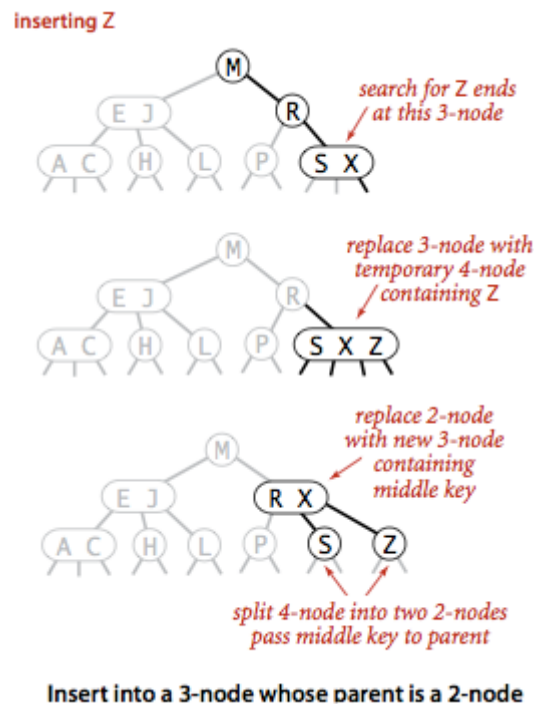 inserting Z
M
search for Z ends
at this 3-node
E J
R
A C H L P S X
replace 3-node with
temporary 4-node
containing Z
M
E J
R
A C H L P S X Z
replace 2-node
with new 3-node
containing
middle key
M
E J
R X
A C H L P S Z
split 4-node into two 2-nodes
pass middle key to parent
Insert into a 3-node whose parent is a 2-node